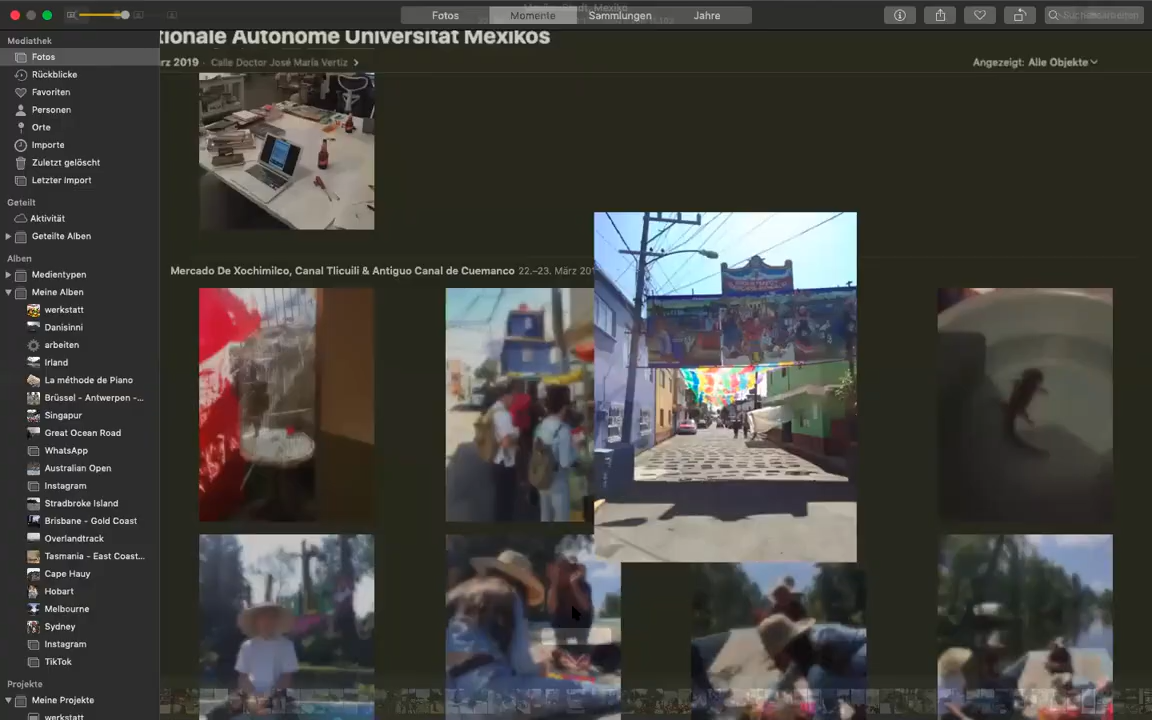 Fotos
Momente
Sammlungen
Jahre
Mediathek
Fotos
Rückblicke
Favoriten
Personen
Orte
Importe
Zuletzt gelöscht
Letzter Import
Geteilt
Aktivität
Geteilte Alben
Alben
Medientypen
Meine Alben
werkstatt
Danisinni
arbeiten
Irland
La méthode de Piano
Brüssel - Antwerpen -...
Singapur
Great Ocean Road
WhatsApp
Australian Open
Instagram
Stradbroke Island
Brisbane - Gold Coast
Overlandtrack
Tasmania - East Coast...
Cape Hauy
Hobart
Melbourne
Sydney
Instagram
TikTok
Projekte
Meine Projekte
werkstatt
tionale Autonome Universität Mexikos
rz 2019 · Calle Doctor José María Vertiz
Angezeigt: Alle Objekte
Mercado De Xochimilco, Canal Tlicuili & Antiguo Canal de Cuemanco 22.–23. März 201